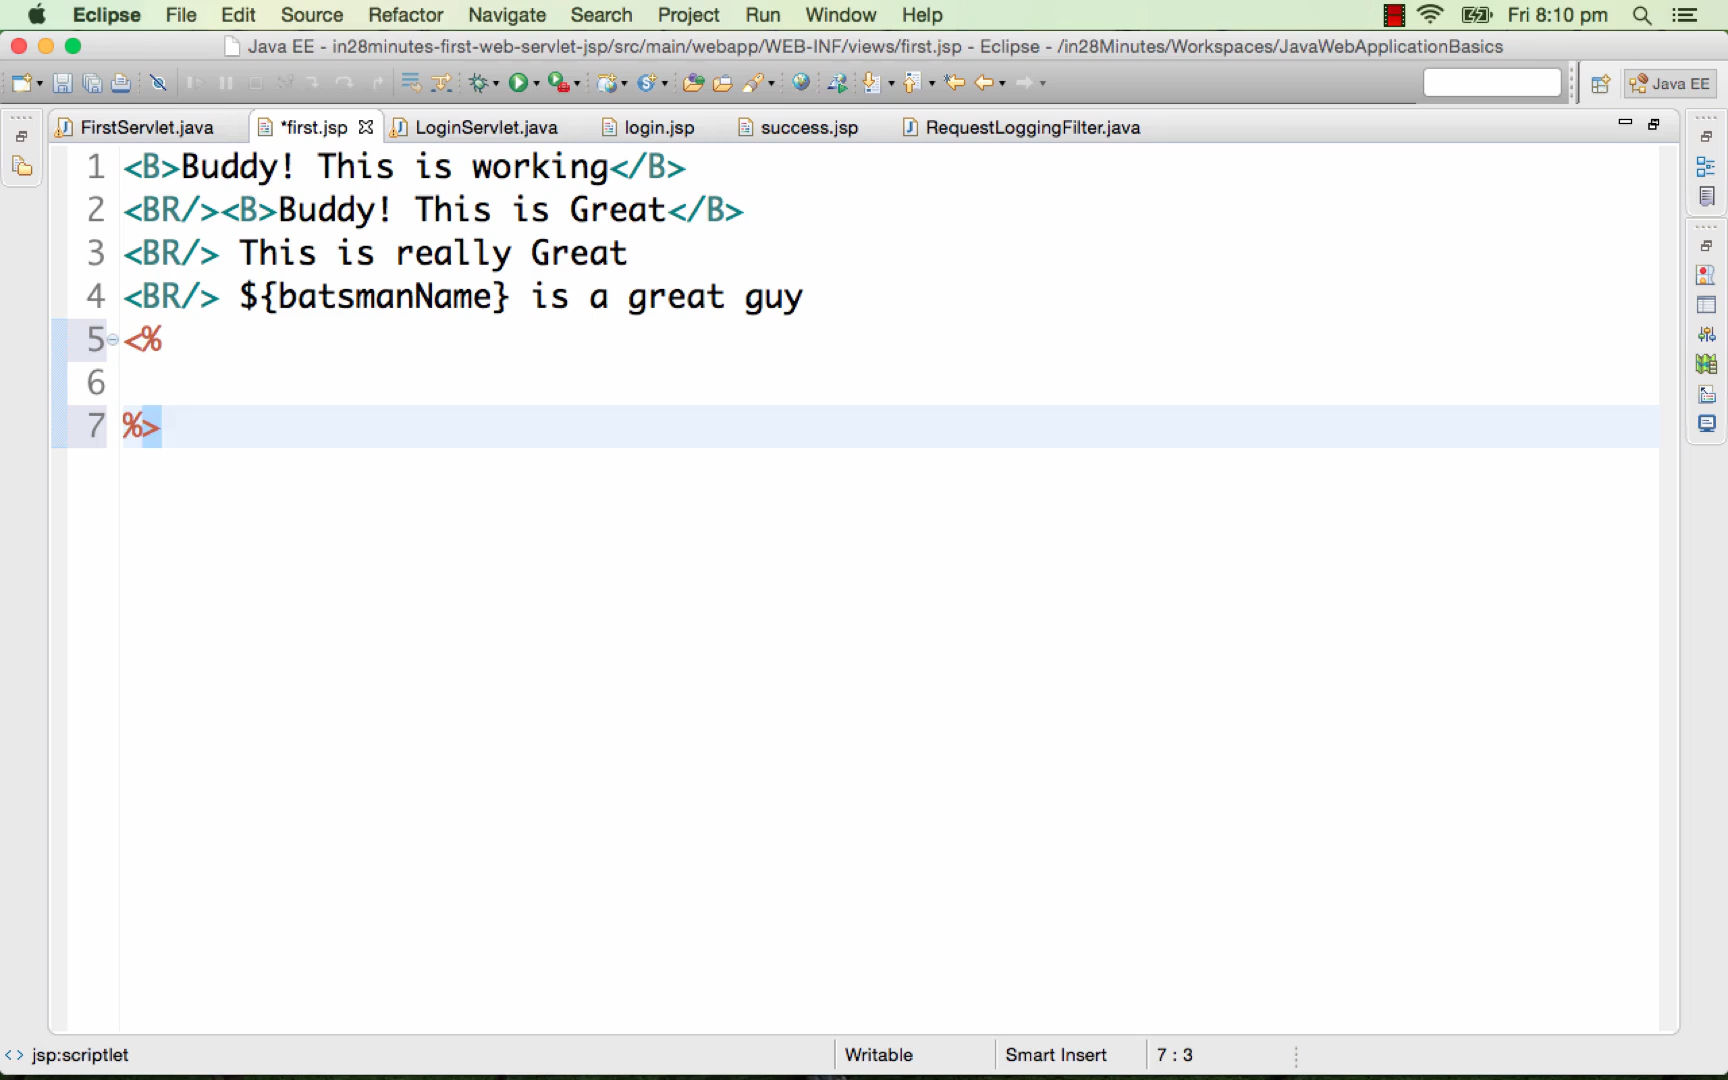 Eclipse File Edit Source Refactor Navigate Search Project Run Window Help Fri 8:10 pm
Java EE - in28minutes-first-web-servlet-jsp/src/main/webapp/WEB-INF/views/first.jsp - Eclipse - /in28Minutes/Workspaces/JavaWebApplicationBasics
Java EE
FirstServlet.java *first.jsp LoginServlet.java login.jsp success.jsp RequestLoggingFilter.java
1 <B>Buddy! This is working</B>
2 <BR/><B>Buddy! This is Great</B>
3 <BR/> This is really Great
4 <BR/> ${batsmanName} is a great guy
5 <%
6
7 %>
<> jsp:scriptlet Writable Smart Insert 7 : 3